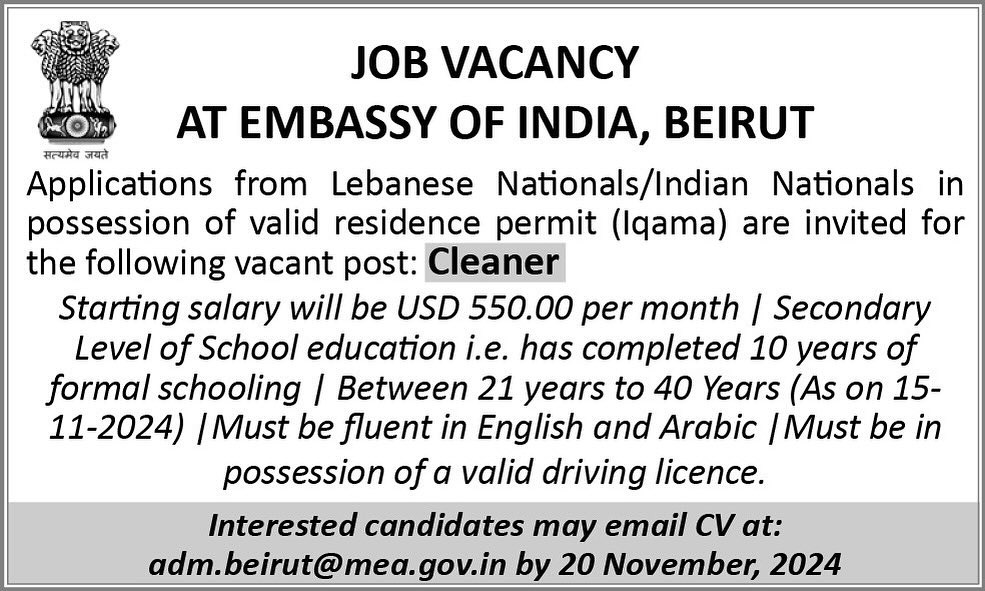 सत्यमेव जयते
JOB VACANCY
AT EMBASSY OF INDIA, BEIRUT
Applications from Lebanese Nationals/Indian Nationals in
possession of valid residence permit (Iqama) are invited for
the following vacant post: Cleaner
Starting salary will be USD 550.00 per month | Secondary
Level of School education i.e. has completed 10 years of
formal schooling | Between 21 years to 40 Years (As on 15-
11-2024) |Must be fluent in English and Arabic |Must be in
possession of a valid driving licence.
Interested candidates may email CV at:
adm.beirut@mea.gov.in by 20 November, 2024